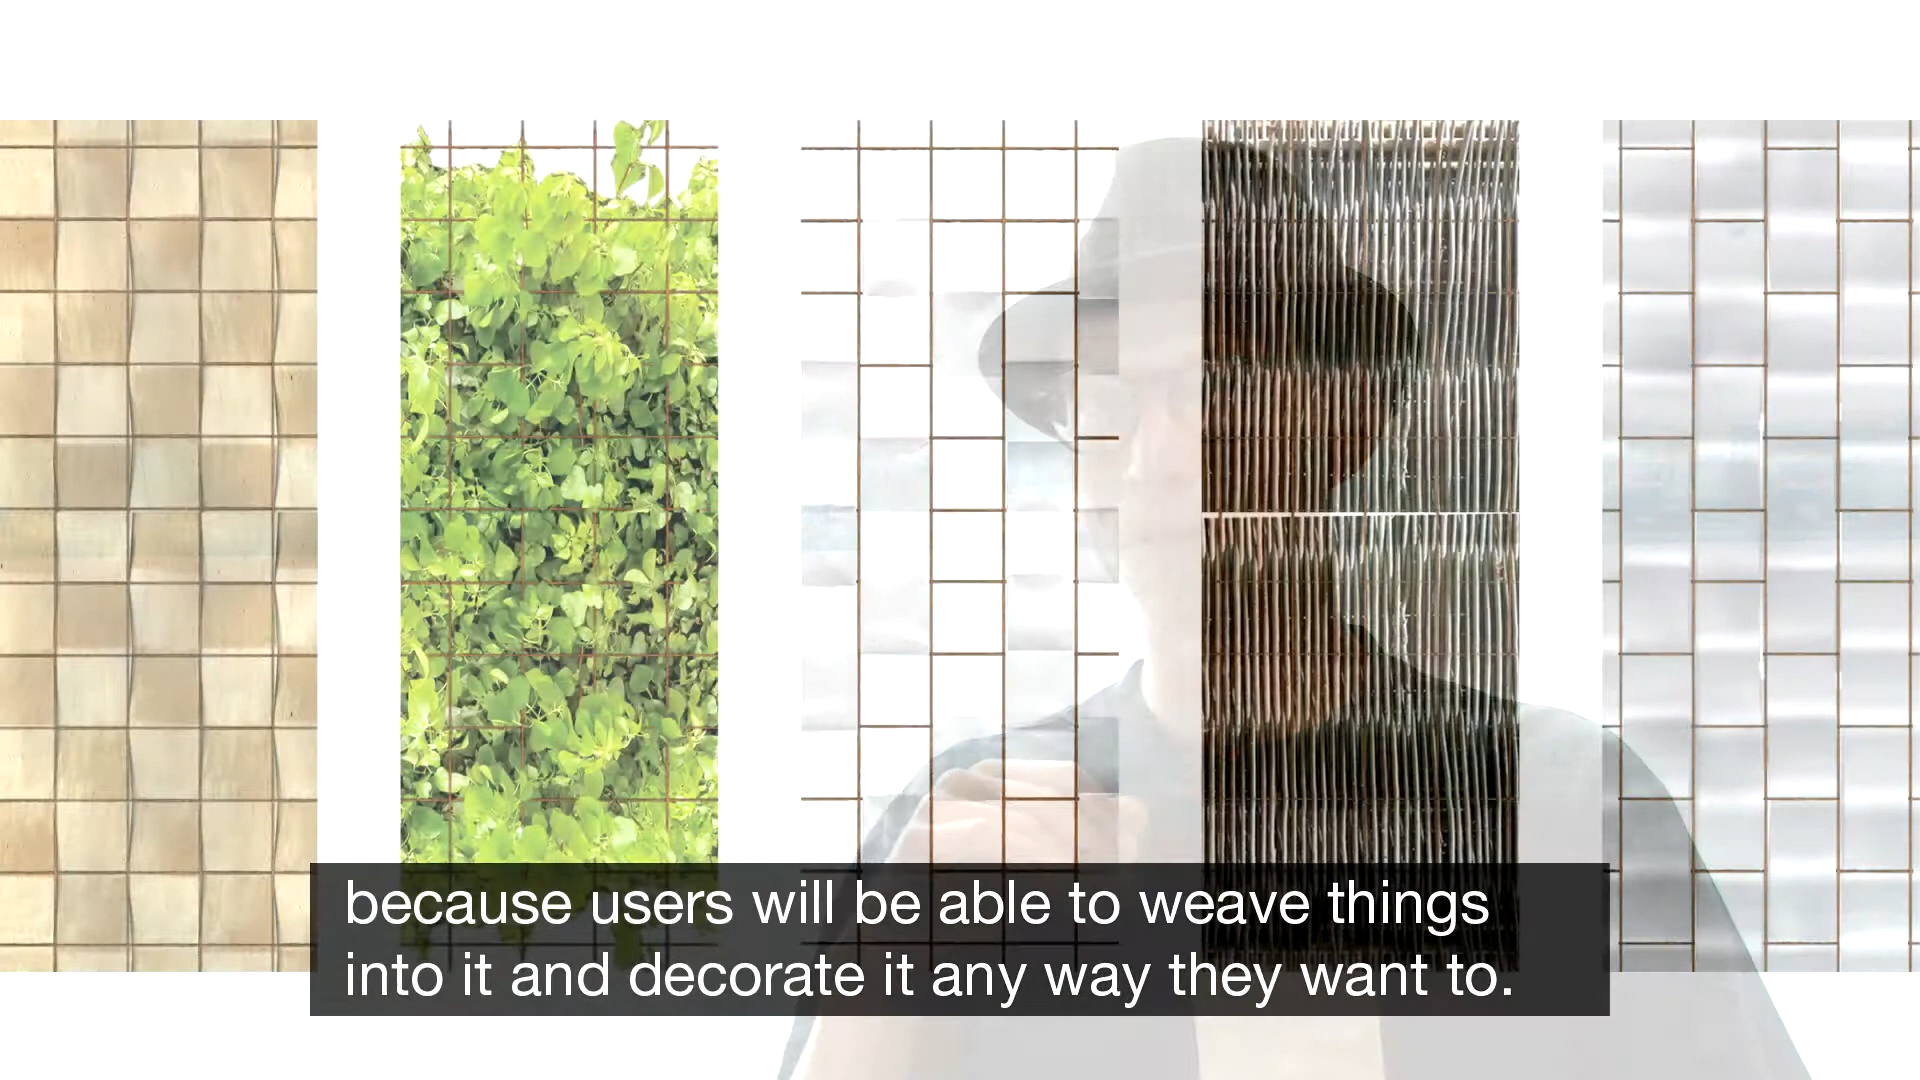 because users will be able to weave things
into it and decorate it any way they want to.